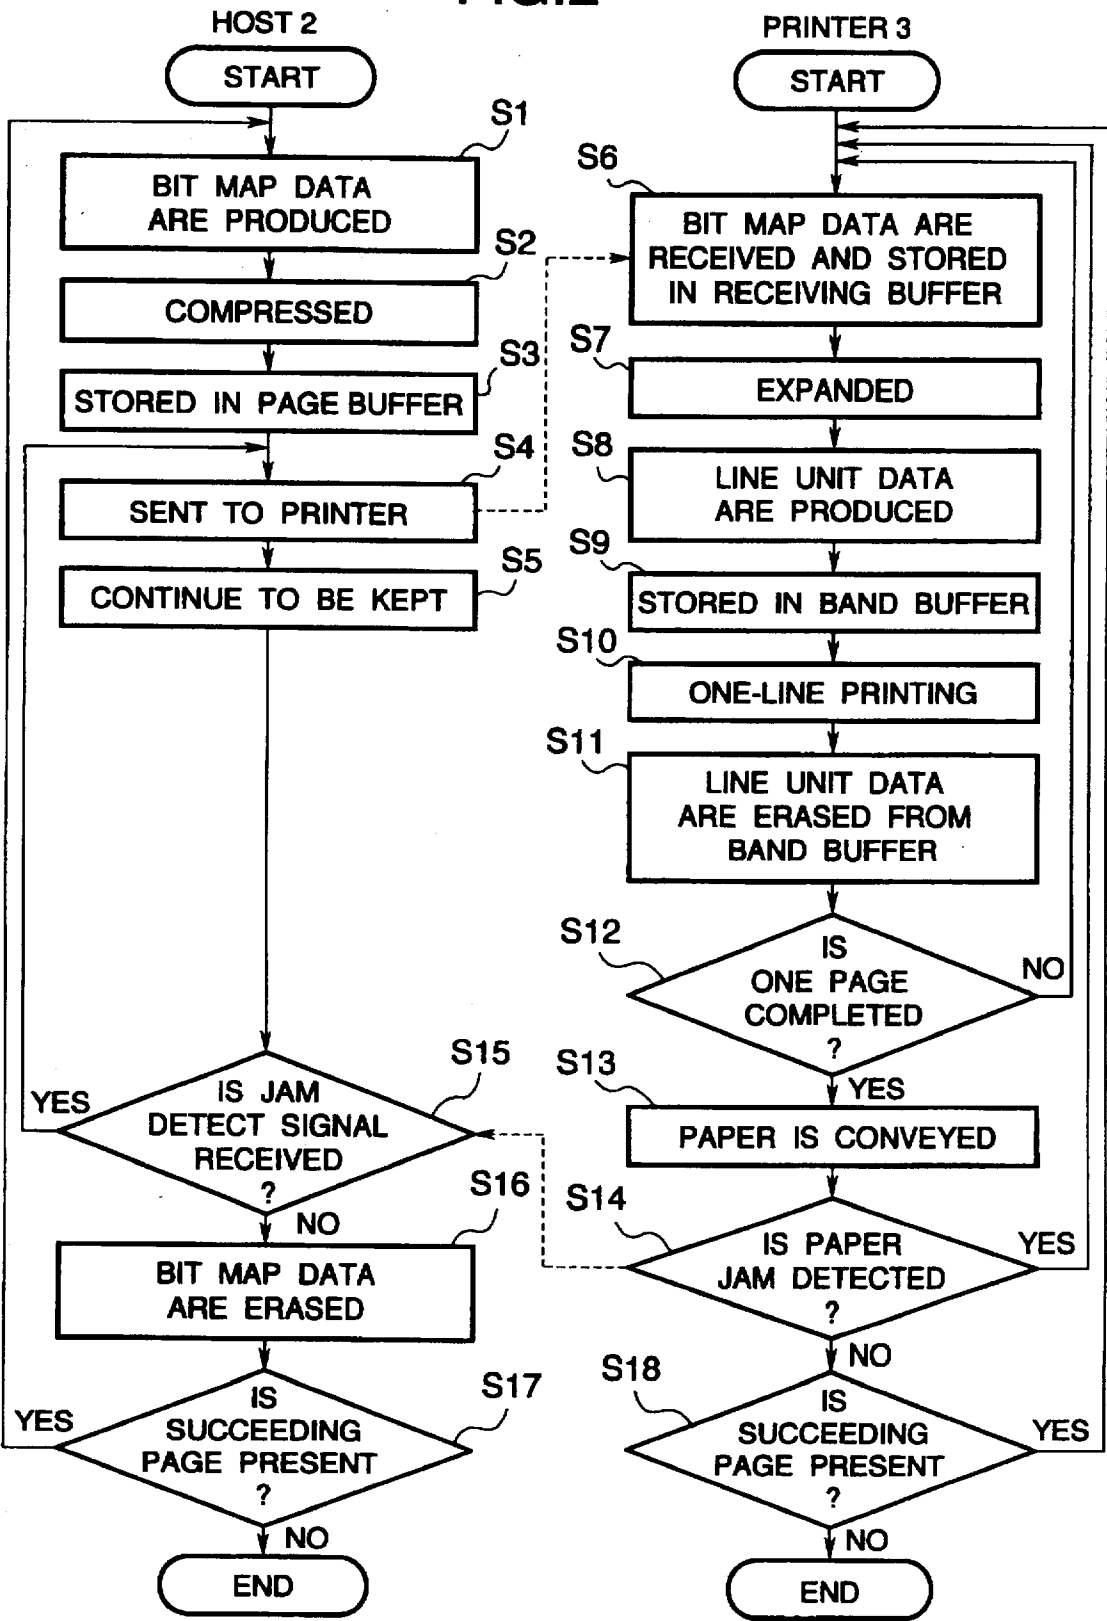 HOST 2
START
S1
BIT MAP DATA
ARE PRODUCED
S2
COMPRESSED
S3
STORED IN PAGE BUFFER
S4
SENT TO PRINTER
S5
CONTINUE TO BE KEPT
S15
YES
IS JAM
DETECT SIGNAL
RECEIVED
?
NO
S16
BIT MAP DATA
ARE ERASED
S17
YES
IS
SUCCEEDING
PAGE PRESENT
?
NO
END
PRINTER 3
START
S6
BIT MAP DATA ARE
RECEIVED AND STORED
IN RECEIVING BUFFER
S7
EXPANDED
S8
LINE UNIT DATA
ARE PRODUCED
S9
STORED IN BAND BUFFER
S10
ONE-LINE PRINTING
S11
LINE UNIT DATA
ARE ERASED FROM
BAND BUFFER
S12
IS
ONE PAGE
COMPLETED
?
NO
YES
S13
PAPER IS CONVEYED
S14
IS PAPER
JAM DETECTED
?
YES
NO
S18
IS
SUCCEEDING
PAGE PRESENT
?
YES
NO
END